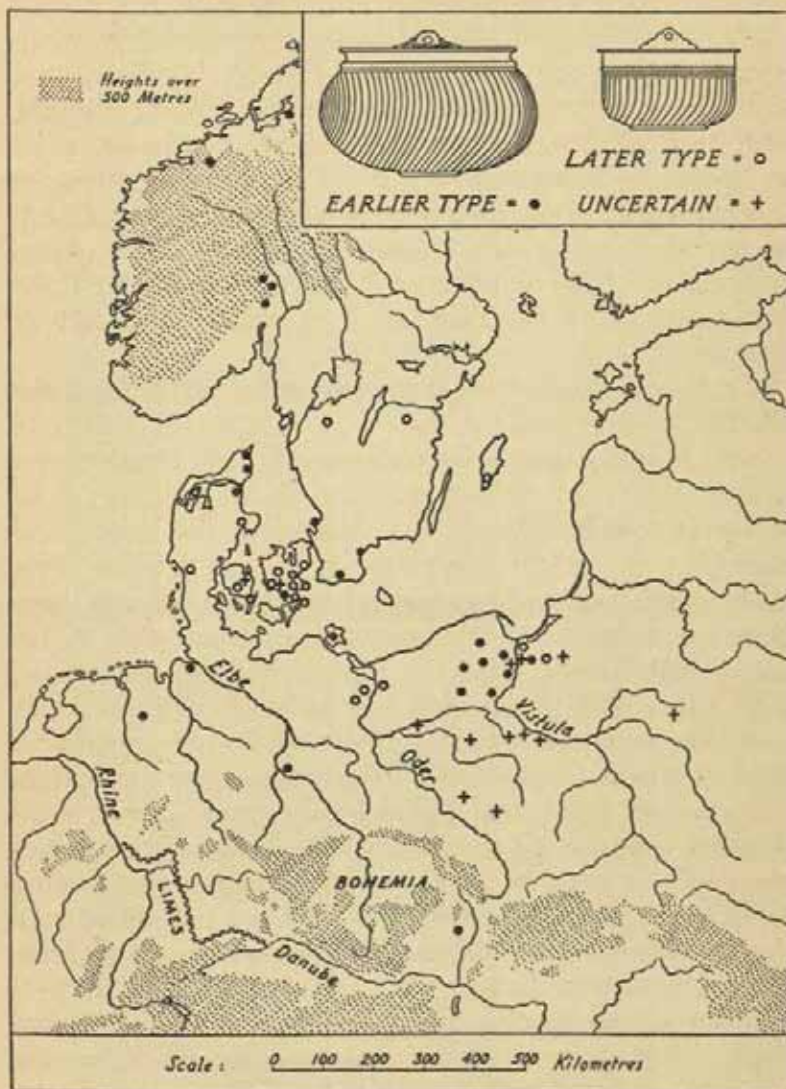 Heights over
500 Metres
LATER TYPE = o
EARLIER TYPE = •
UNCERTAIN = +
Elbe
Vistula
Oder
Rhine
BOHEMIA
LIMES
Danube
Scale: 0 100 200 300 400 500 Kilometres